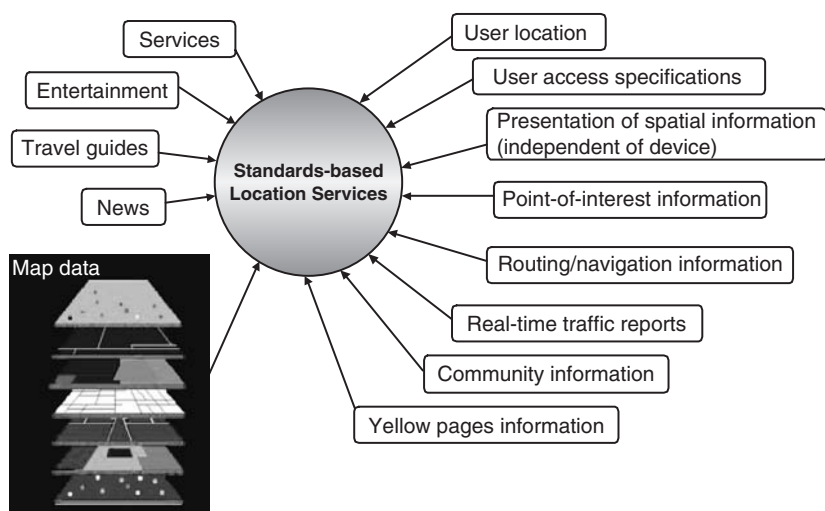 Services
Entertainment
Travel guides
News
Map data
Standards-based
Location Services
User location
User access specifications
Presentation of spatial information
(independent of device)
Point-of-interest information
Routing/navigation information
Real-time traffic reports
Community information
Yellow pages information